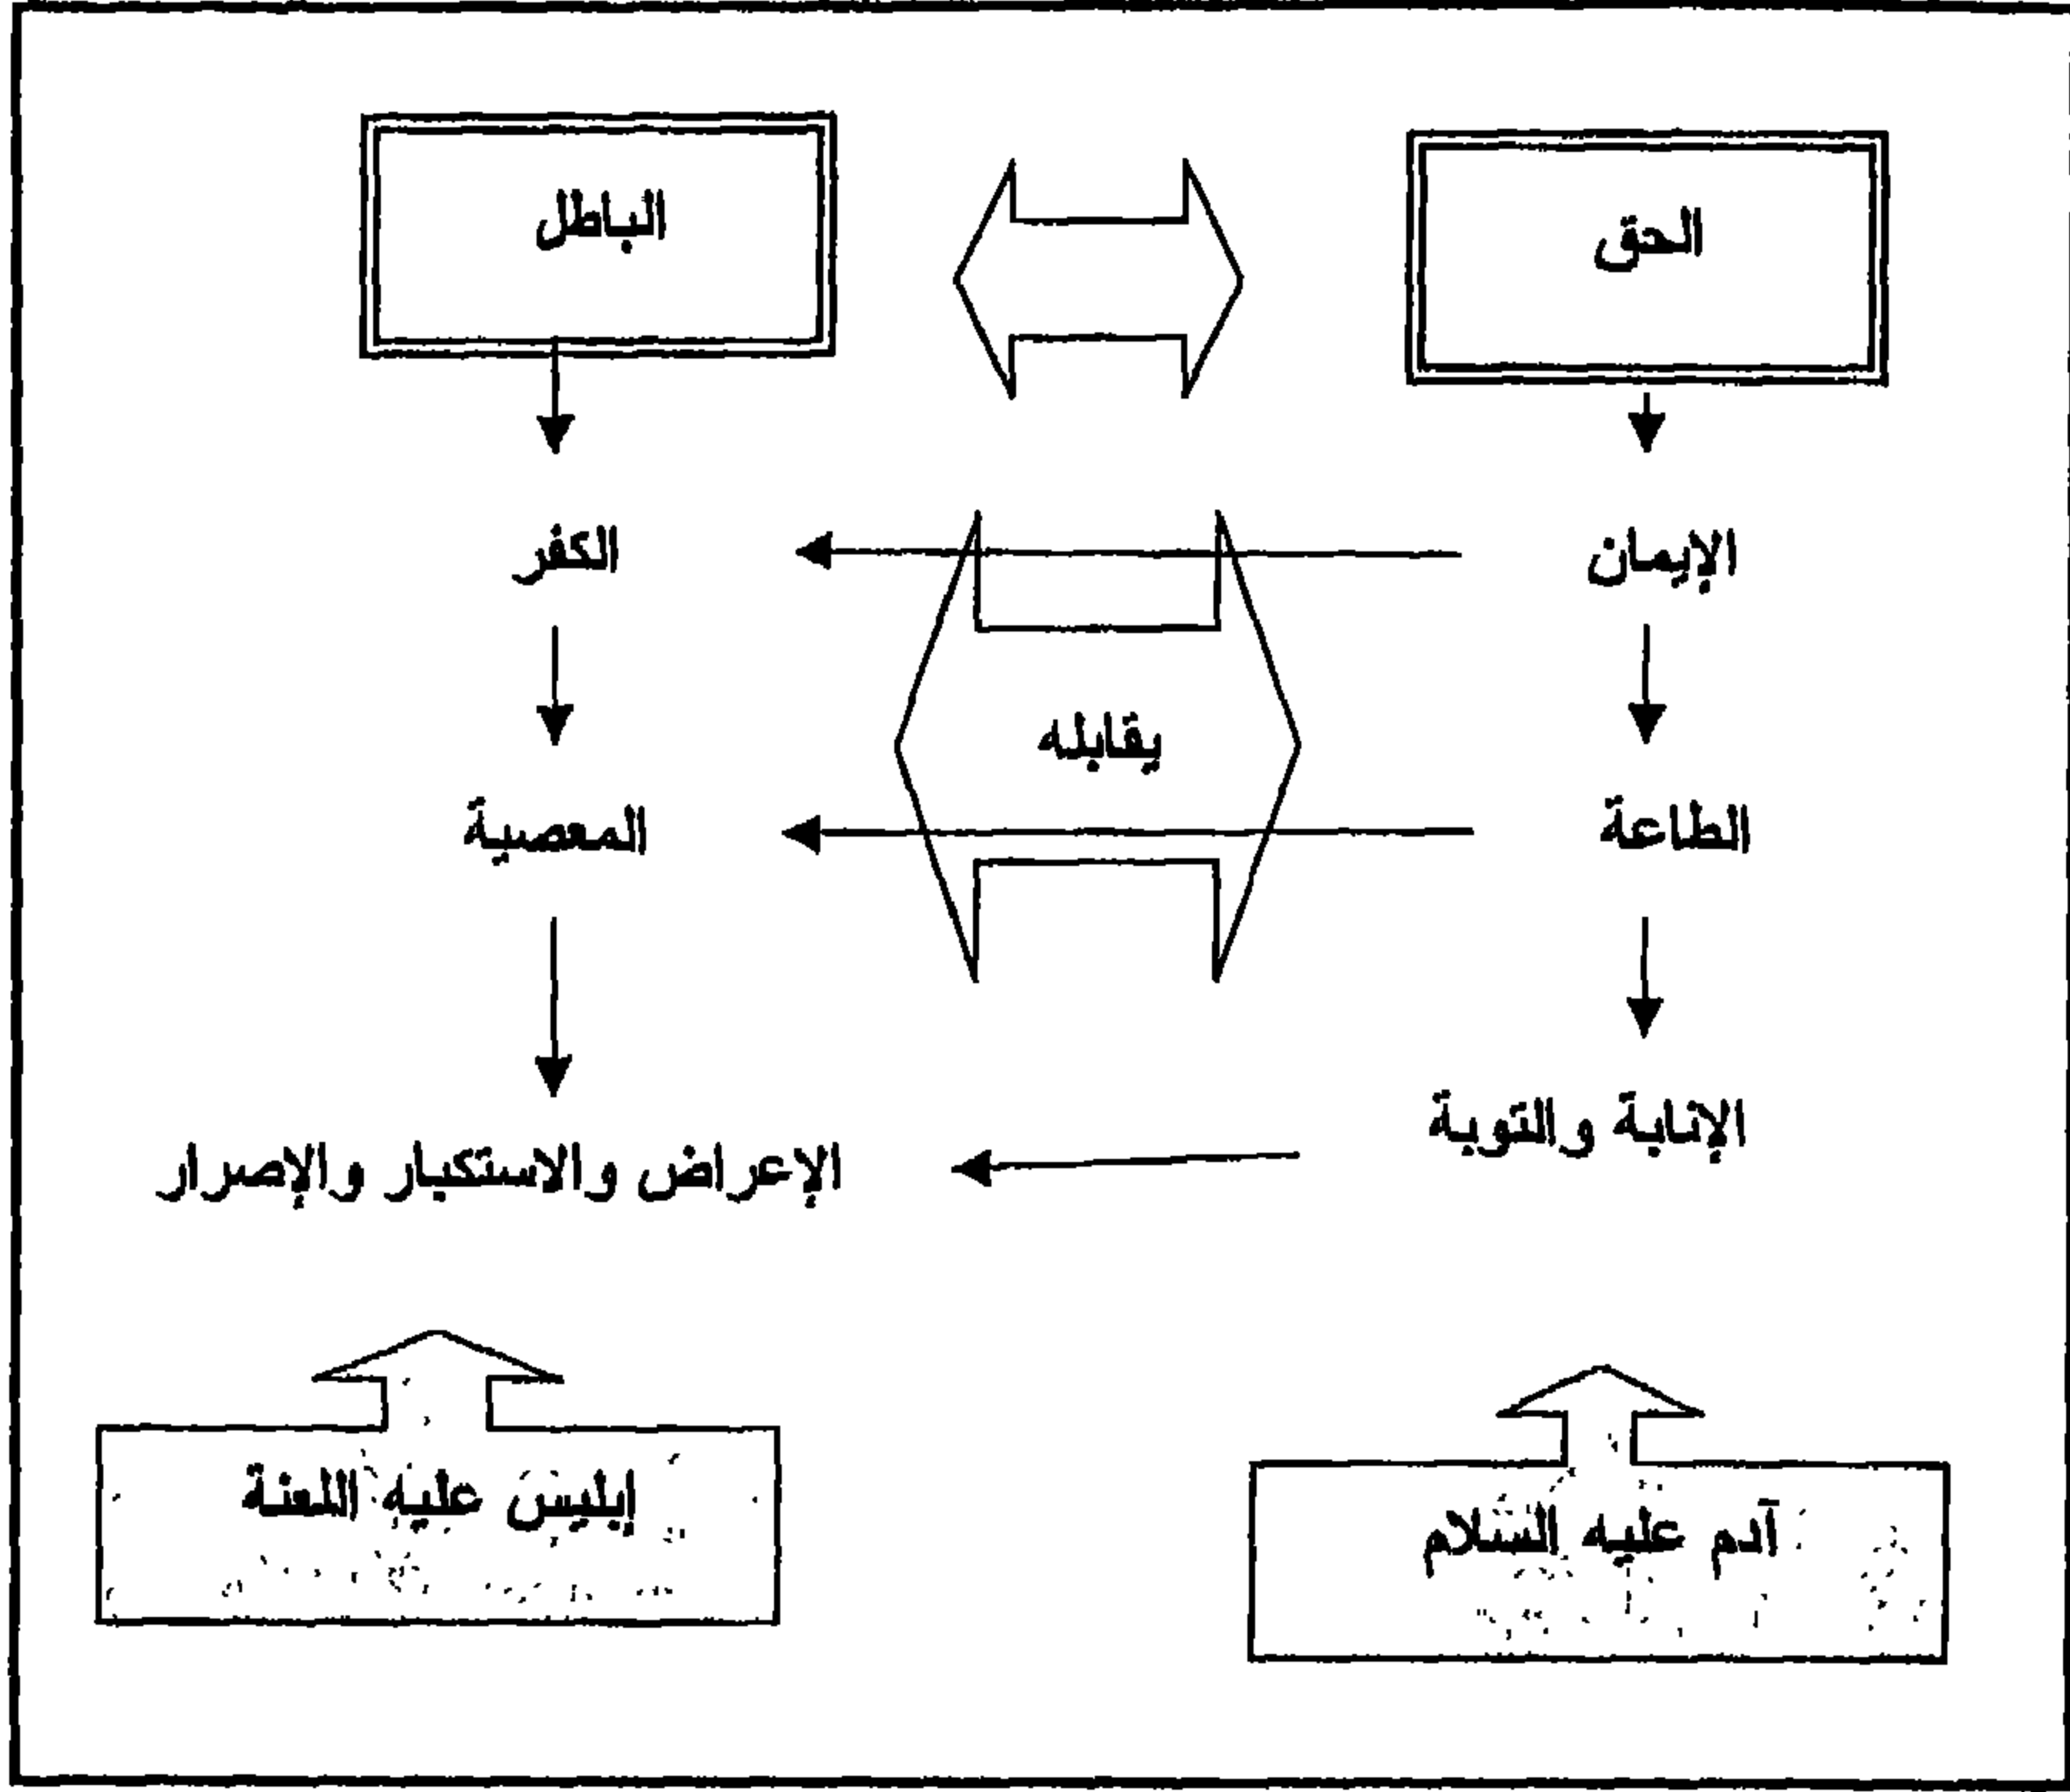 الحق
الباطل
الإيمان
الكفر
يقابله
الطاعة
المعصية
الإنابة والتوبة
الإعراض والاستكبار والإصرار
آدم عليه السلام
إبليس عليه اللعنة